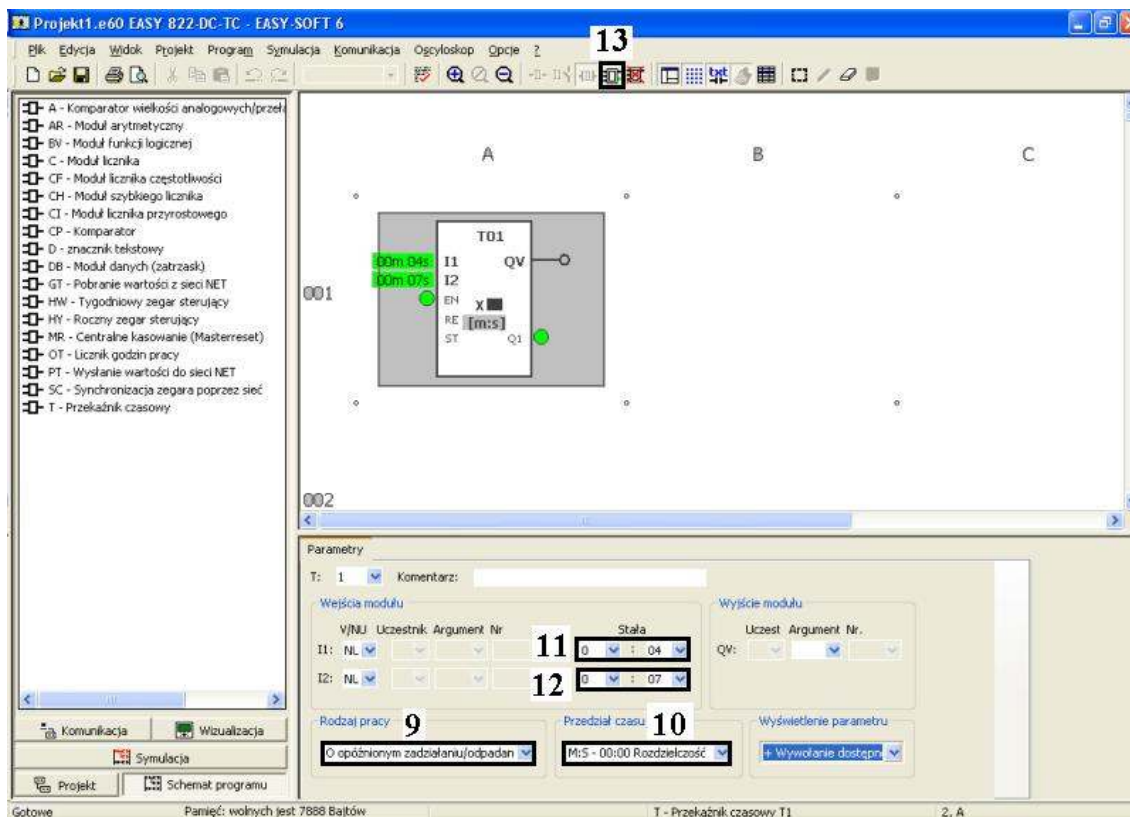 Projekt1.e60 EASY 822-DC-TC - EASY-SOFT 6
Plik Edycja Widok Projekt Program Symulacja Komunikacja Oscyloskop Opcje ?
13
A - Komparator wielkości analogowych/przeła
AR - Moduł arytmetyczny
BV - Moduł funkcji logicznej
C - Moduł licznika
CF - Moduł licznika częstotliwości
CH - Moduł szybkiego licznika
CI - Moduł licznika przyrostowego
CP - Komparator
D - znacznik tekstowy
DB - Moduł danych (zatrzask)
GT - Pobranie wartości z sieci NET
HW - Tygodniowy zegar sterujący
HY - Roczny zegar sterujący
MR - Centralne kasowanie (Masterreset)
OT - Licznik godzin pracy
PT - Wysłanie wartości do sieci NET
SC - Synchronizacja zegara poprzez sieć
T - Przekaźnik czasowy
A B C
001
T01
00m 04s I1 QV
00m 07s I2
EN X
RE [m:s]
ST Q1
002
Parametry
T: 1 Komentarz:
Wejścia modułu
V/NU Uczestnik Argument Nr Stała
I1: NU 11 0 : 04
I2: NU 12 0 : 07
Wyjście modułu
Uczest Argument Nr.
QV:
Rodzaj pracy 9
O opóźnionym zadziałaniu/odpadan
Przedział czasu 10
M:S - 00:00 Rozdzielczość
Wyświetlenie parametru
+ Wywołanie dostępn
Komunikacja Wizualizacja
Symulacja
Projekt Schemat programu
Gotowe Pamięć: wolnych jest 7888 Bajtów T - Przekaźnik czasowy T1 2, A